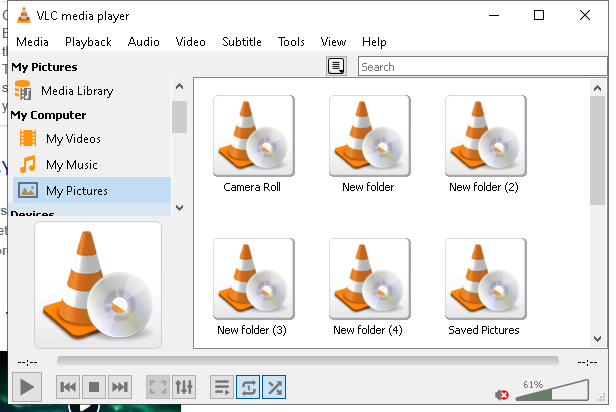 VLC media player
Media Playback Audio Video Subtitle Tools View Help
My Pictures
Search
Media Library
My Computer
My Videos
My Music
My Pictures
Devices
Camera Roll New folder New folder (2)
New folder (3) New folder (4) Saved Pictures
--:-- --:--
61%